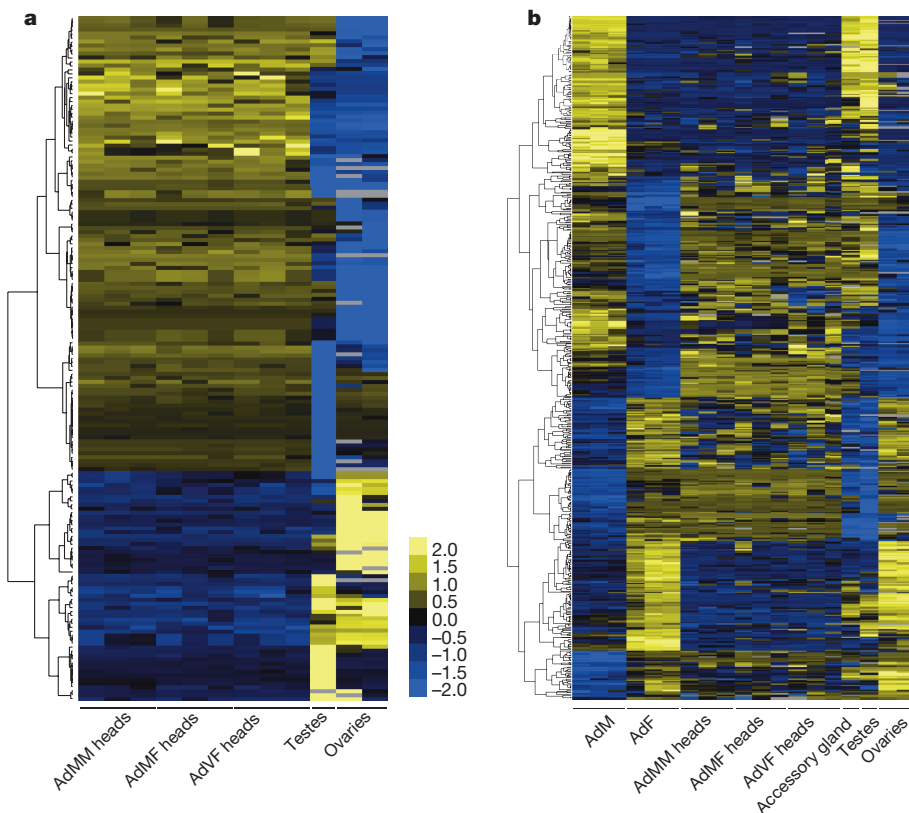 a
b
2.0
1.5
1.0
0.5
0.0
–0.5
–1.0
–1.5
–2.0
AdMM heads
AdMF heads
AdVF heads
Testes
Ovaries
AdM
AdF
AdMM heads
AdMF heads
AdVF heads
Accessory gland
Testes
Ovaries